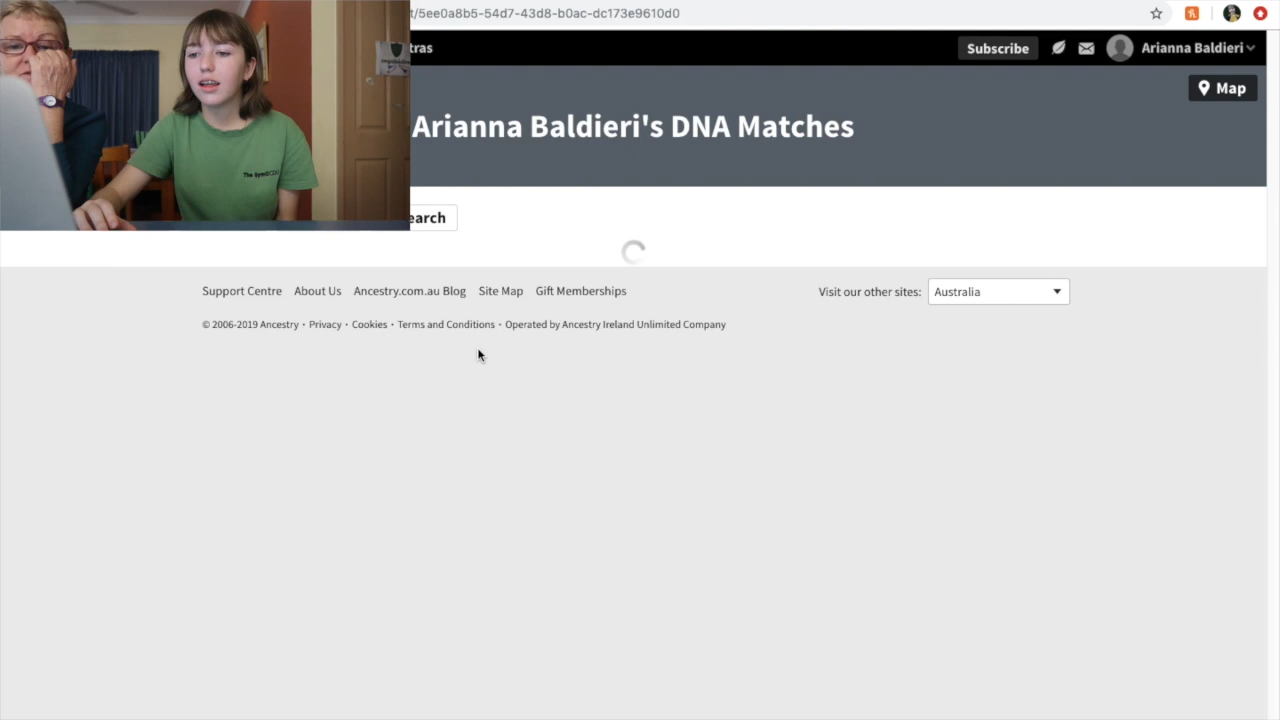 t/5ee0a8b5-54d7-43d8-b0ac-dc173e9610d0
tras
Subscribe
Arianna Baldieri
Map
Arianna Baldieri's DNA Matches
earch
Support Centre About Us Ancestry.com.au Blog Site Map Gift Memberships
Visit our other sites: Australia
© 2006-2019 Ancestry · Privacy · Cookies · Terms and Conditions · Operated by Ancestry Ireland Unlimited Company